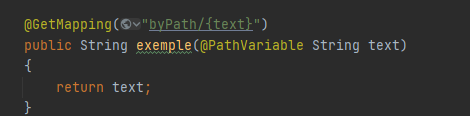 @GetMapping("byPath/{text}")
public String exemple(@PathVariable String text)
{
return text;
}